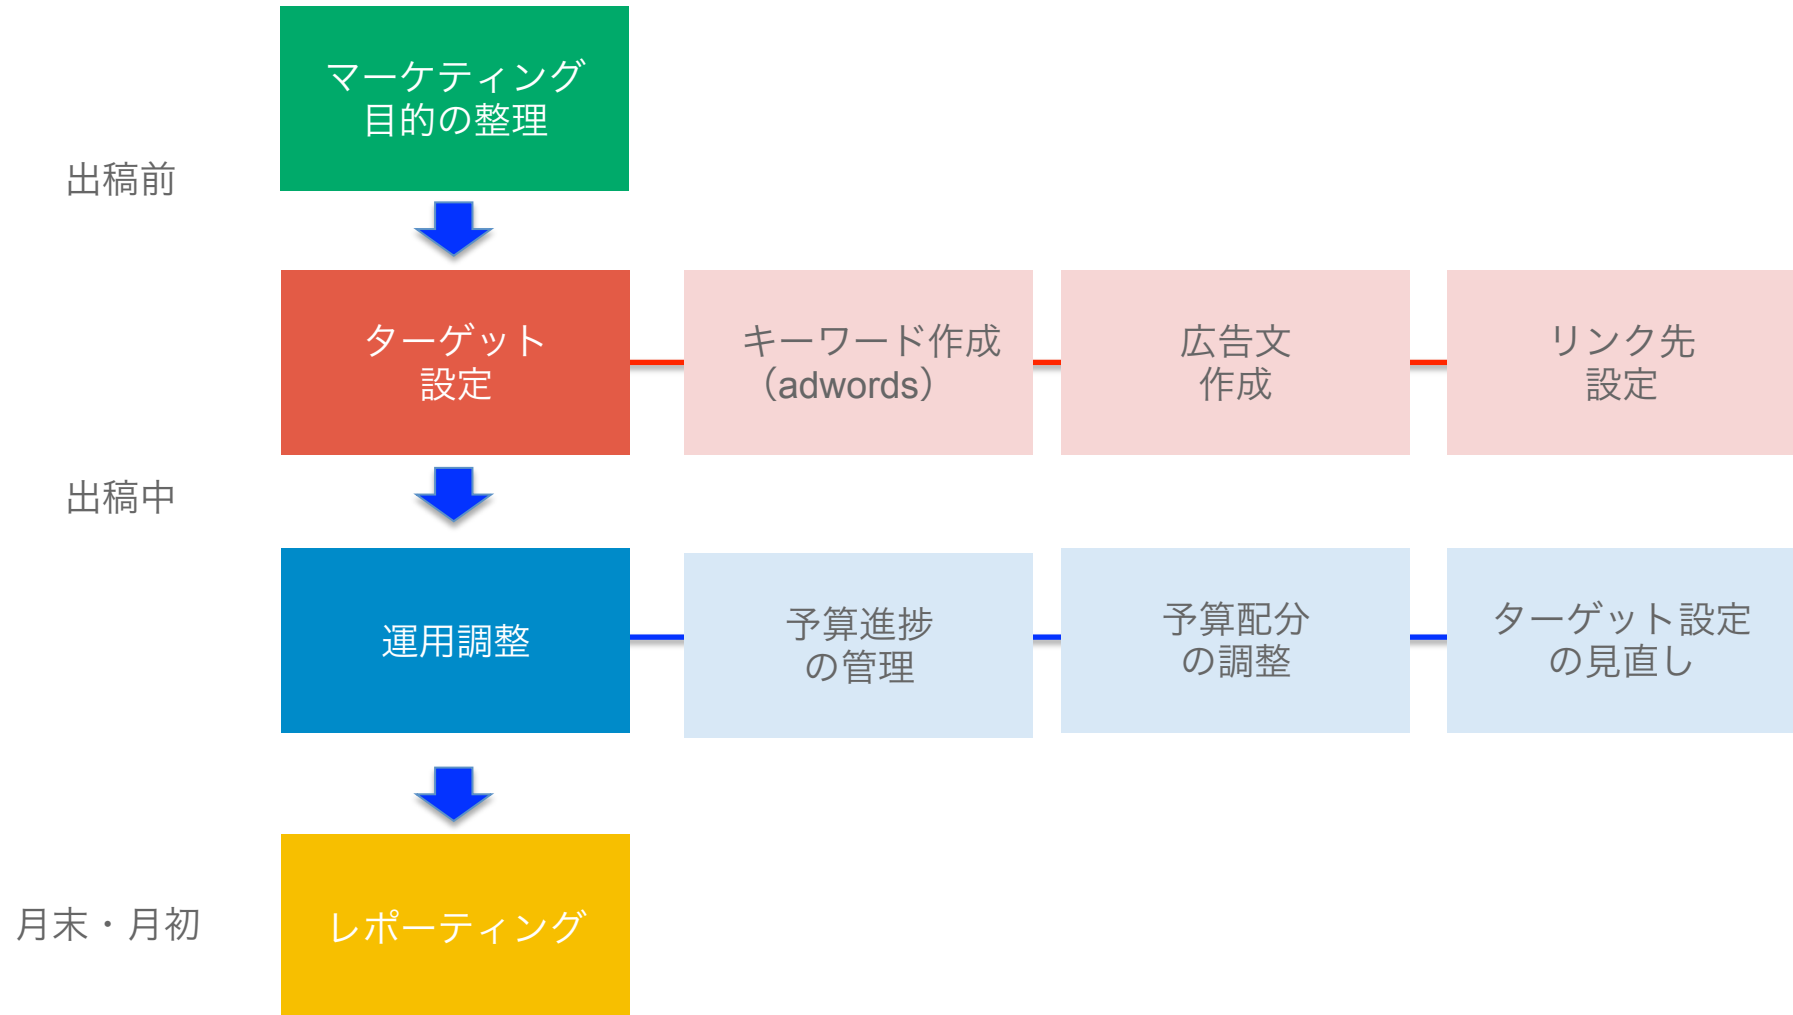 マーケティング
目的の整理
出稿前
ターゲット
設定
キーワード作成
（adwords）
広告文
作成
リンク先
設定
出稿中
運用調整
予算進捗
の管理
予算配分
の調整
ターゲット設定
の見直し
月末・月初
レポーティング